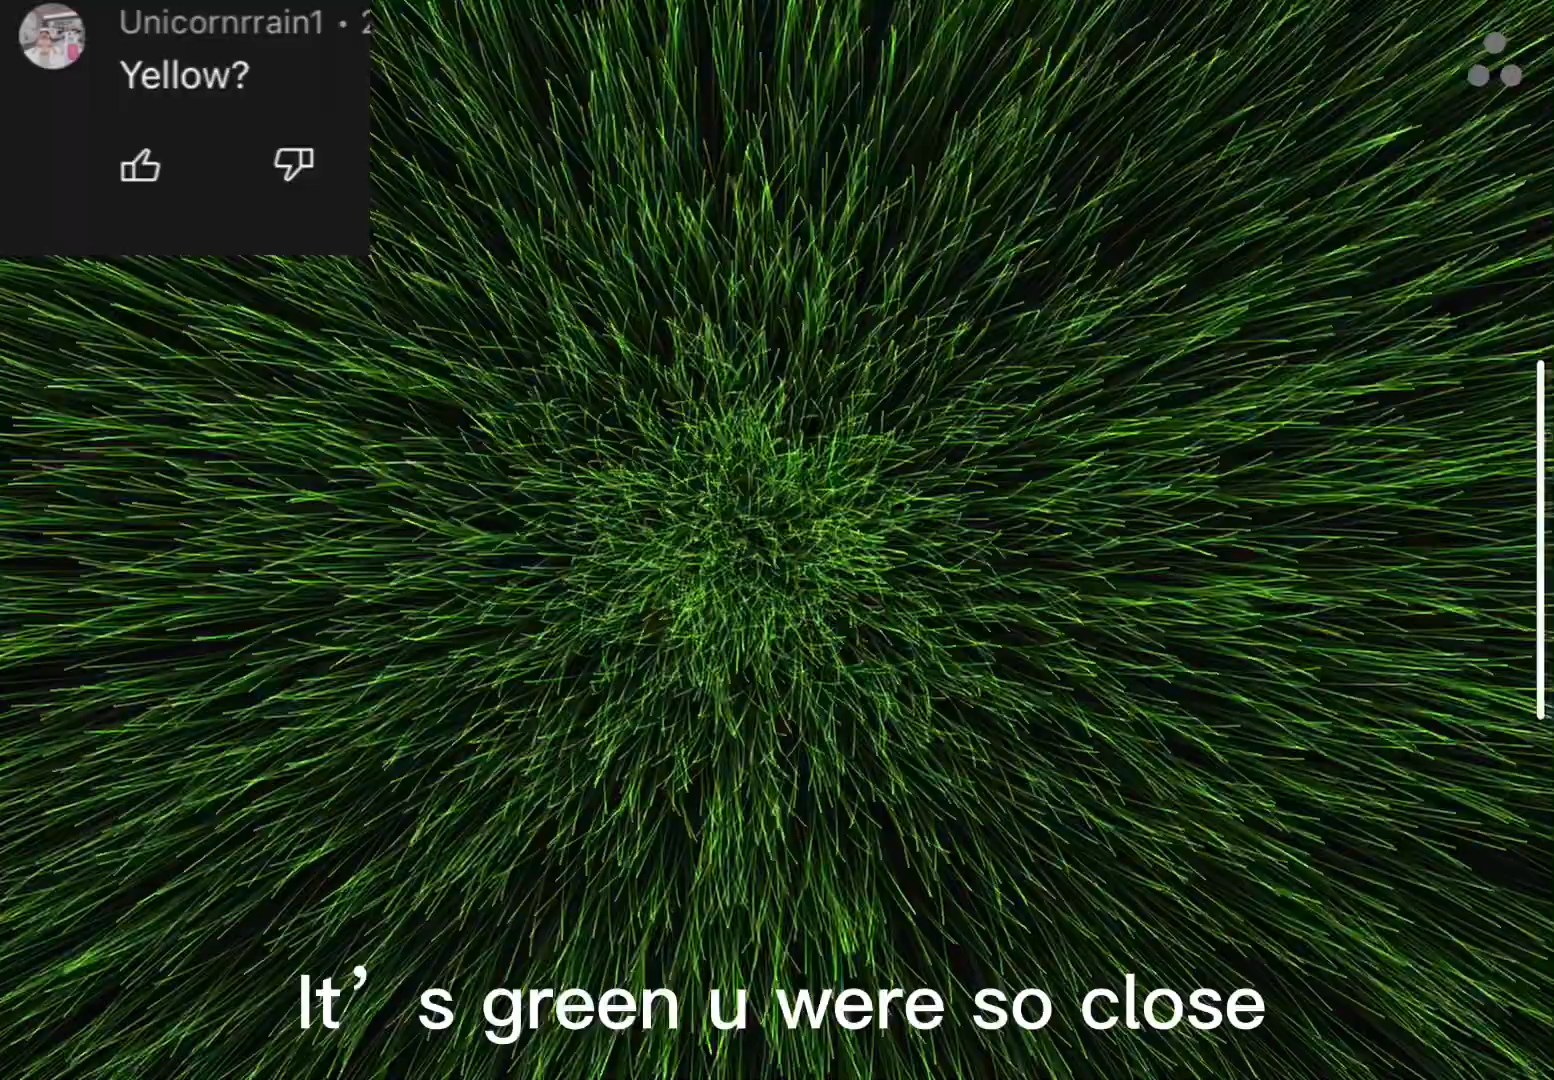 Unicornrrain1 •
Yellow?
It’s green u were so close